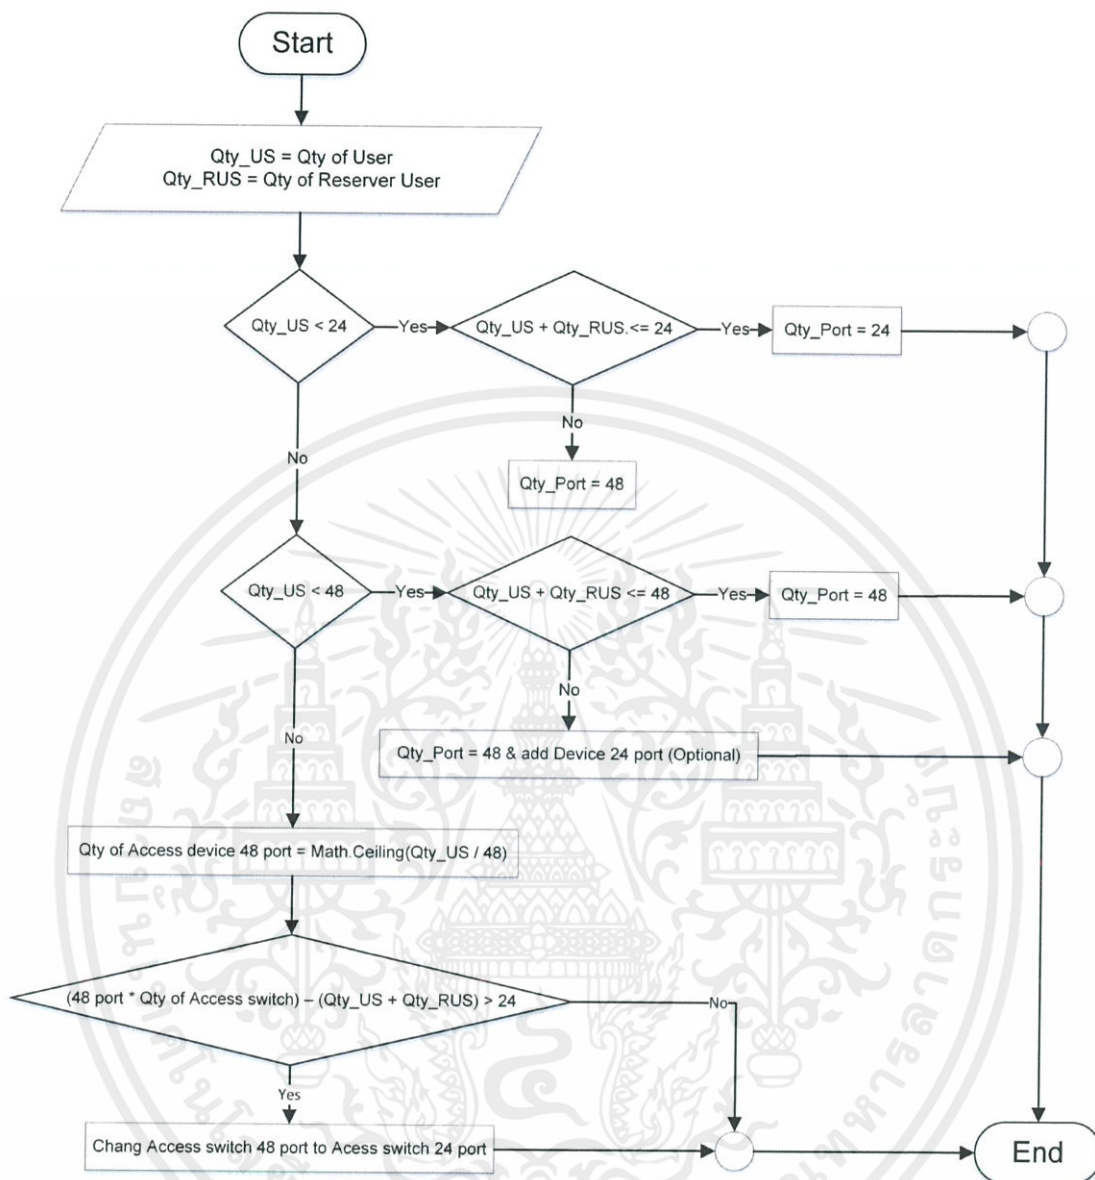 Start
Qty_US = Qty of User
Qty_RUS = Qty of Reserver User
Qty_US < 24
Yes
Qty_US + Qty_RUS.<= 24
Yes
Qty_Port = 24
No
No
Qty_Port = 48
Qty_US < 48
Yes
Qty_US + Qty_RUS <= 48
Yes
Qty_Port = 48
No
No
Qty_Port = 48 & add Device 24 port (Optional)
Qty of Access device 48 port = Math.Ceiling(Qty_US / 48)
(48 port * Qty of Access switch) – (Qty_US + Qty_RUS) > 24
No
Yes
Chang Access switch 48 port to Acess switch 24 port
End